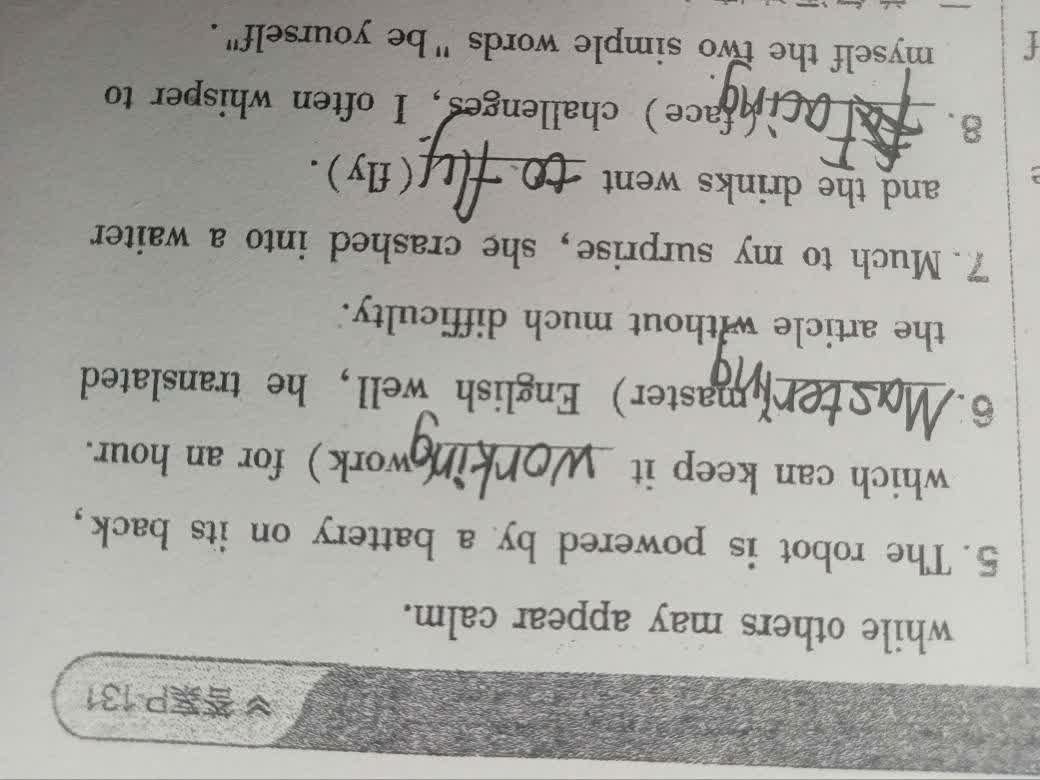 ≪ 答案P.131
while others may appear calm.
5. The robot is powered by a battery on its back,
which can keep it working (work) for an hour.
6. Mastering (master) English well, he translated
the article without much difficulty.
7. Much to my surprise, she crashed into a waiter
and the drinks went to fly (fly).
8. Facing (face) challenges, I often whisper to
myself the two simple words "be yourself".